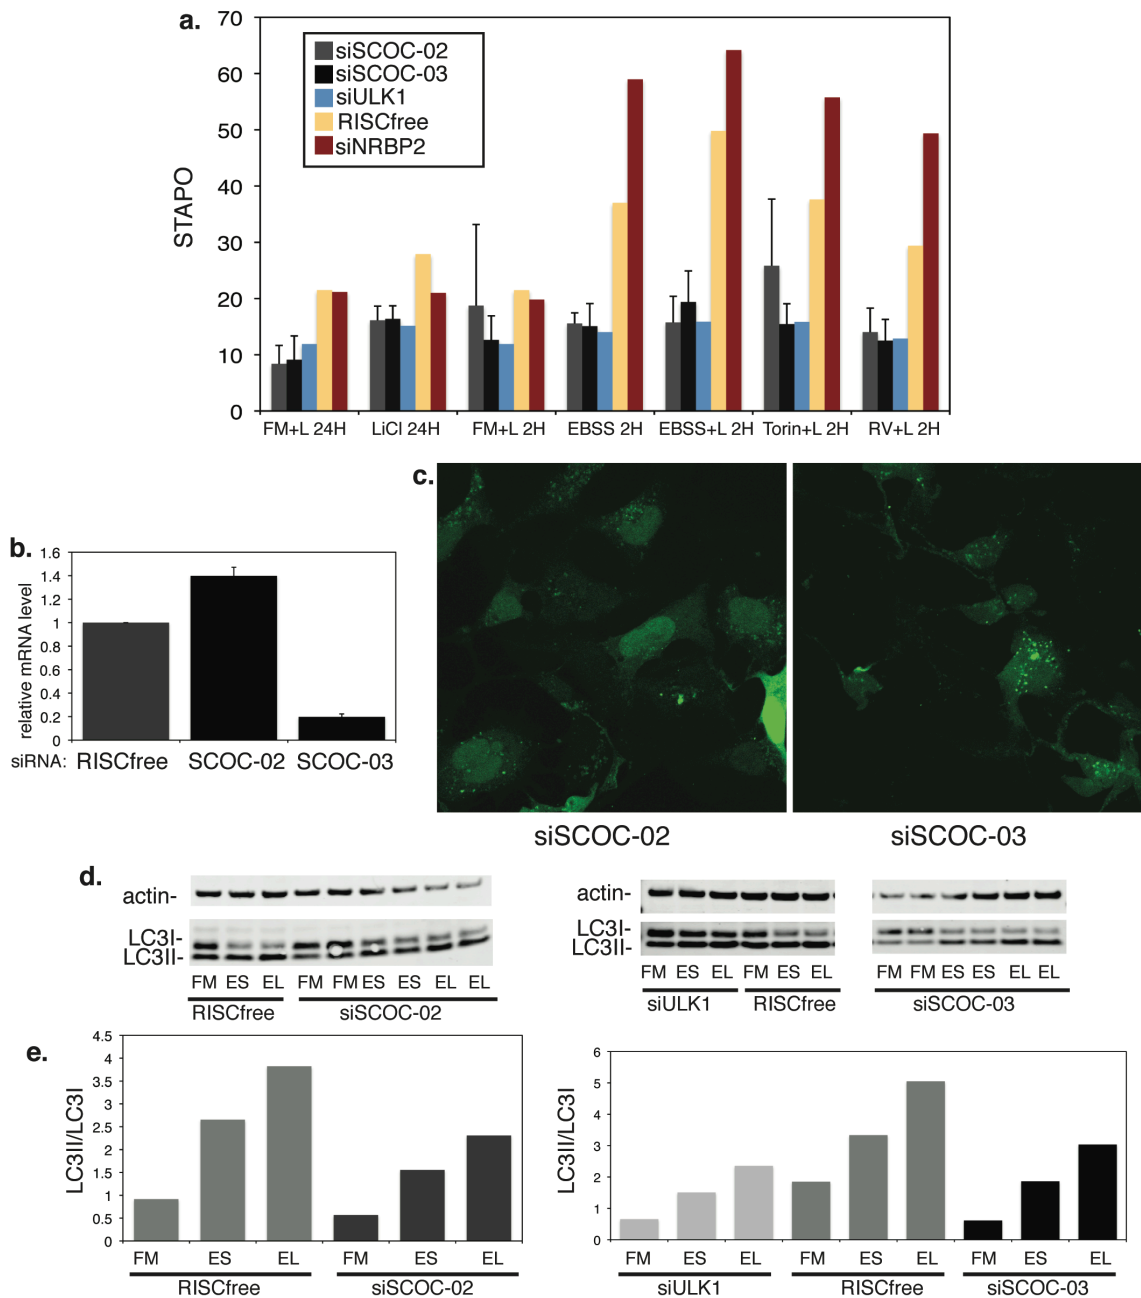 a.
70
60
50
40
30
20
10
0
STAPO
siSCOC-02
siSCOC-03
siULK1
RISCfree
siNRBP2
FM+L 24H LiCl 24H FM+L 2H EBSS 2H EBSS+L 2H Torin+L 2H RV+L 2H
b.
1.6
1.4
1.2
1
0.8
0.6
0.4
0.2
0
relative mRNA level
siRNA: RISCfree SCOC-02 SCOC-03
c.
siSCOC-02 siSCOC-03
d.
actin-
LC3I-
LC3II-
FM ES EL FM FM ES ES EL EL
RISCfree siSCOC-02
actin-
LC3I-
LC3II-
FM ES EL FM ES EL FM FM ES ES EL EL
siULK1 RISCfree siSCOC-03
e.
4.5
4
3.5
3
2.5
2
1.5
1
0.5
0
LC3II/LC3I
FM ES EL FM ES EL
RISCfree siSCOC-02
6
5
4
3
2
1
0
LC3II/LC3I
FM ES EL FM ES EL FM ES EL
siULK1 RISCfree siSCOC-03